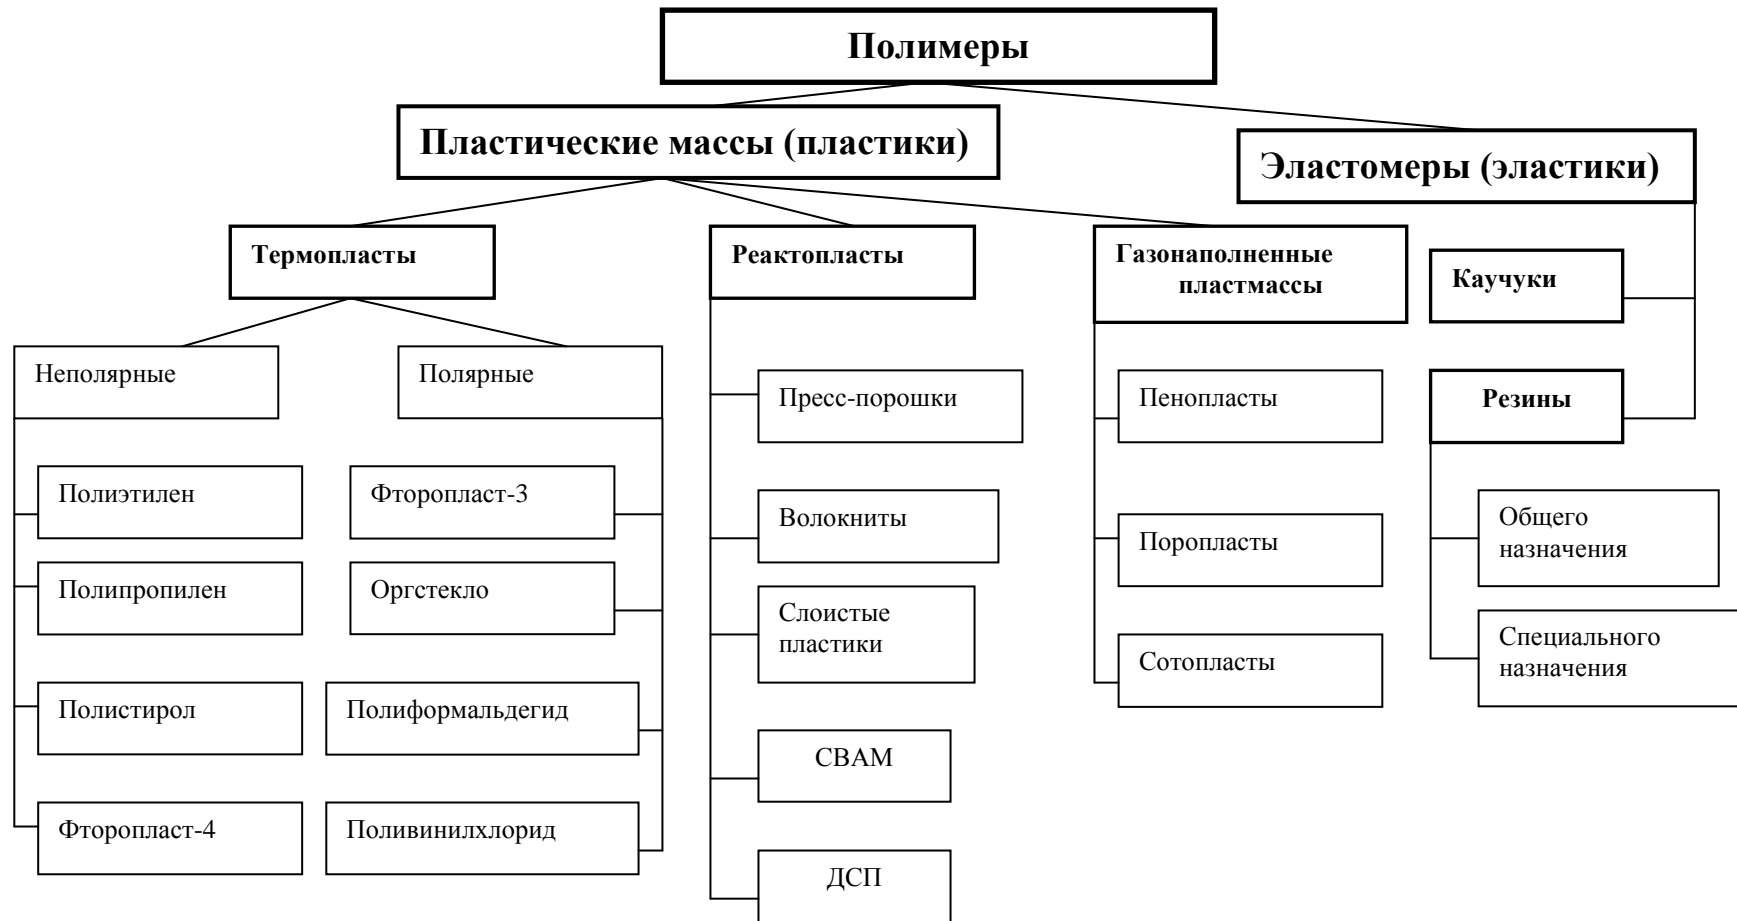 Полимеры
Пластические массы (пластики)
Эластомеры (эластики)
Термопласты
Реактопласты
Газонаполненные
пластмассы
Каучуки
Неполярные
Полярные
Пресс-порошки
Пенопласты
Резины
Полиэтилен
Фторопласт-3
Волокниты
Поропласты
Общего
назначения
Полипропилен
Оргстекло
Слоистые
пластики
Сотопласты
Специального
назначения
Полистирол
Полиформальдегид
СВАМ
Фторопласт-4
Поливинилхлорид
ДСП